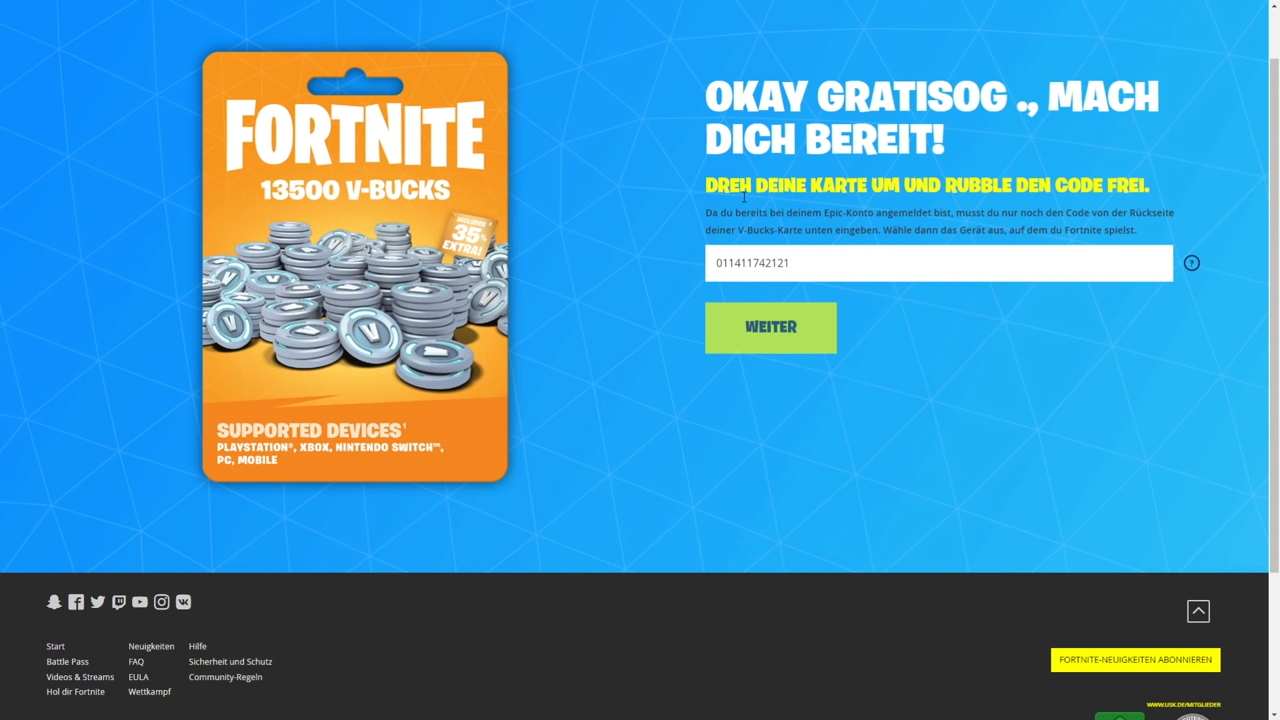 FORTNITE
13500 V-BUCKS
INCLUDES
35%
EXTRA!
SUPPORTED DEVICES¹
PLAYSTATION®, XBOX, NINTENDO SWITCH™,
PC, MOBILE
OKAY GRATISOG ., MACH
DICH BEREIT!
DREH DEINE KARTE UM UND RUBBLE DEN CODE FREI.
Da du bereits bei deinem Epic-Konto angemeldet bist, musst du nur noch den Code von der Rückseite
deiner V-Bucks-Karte unten eingeben. Wähle dann das Gerät aus, auf dem du Fortnite spielst.
011411742121
?
WEITER
Start
Battle Pass
Videos & Streams
Hol dir Fortnite
Neuigkeiten
FAQ
EULA
Wettkampf
Hilfe
Sicherheit und Schutz
Community-Regeln
FORTNITE-NEUIGKEITEN ABONNIEREN
WWW.USK.DE/MITGLIEDER